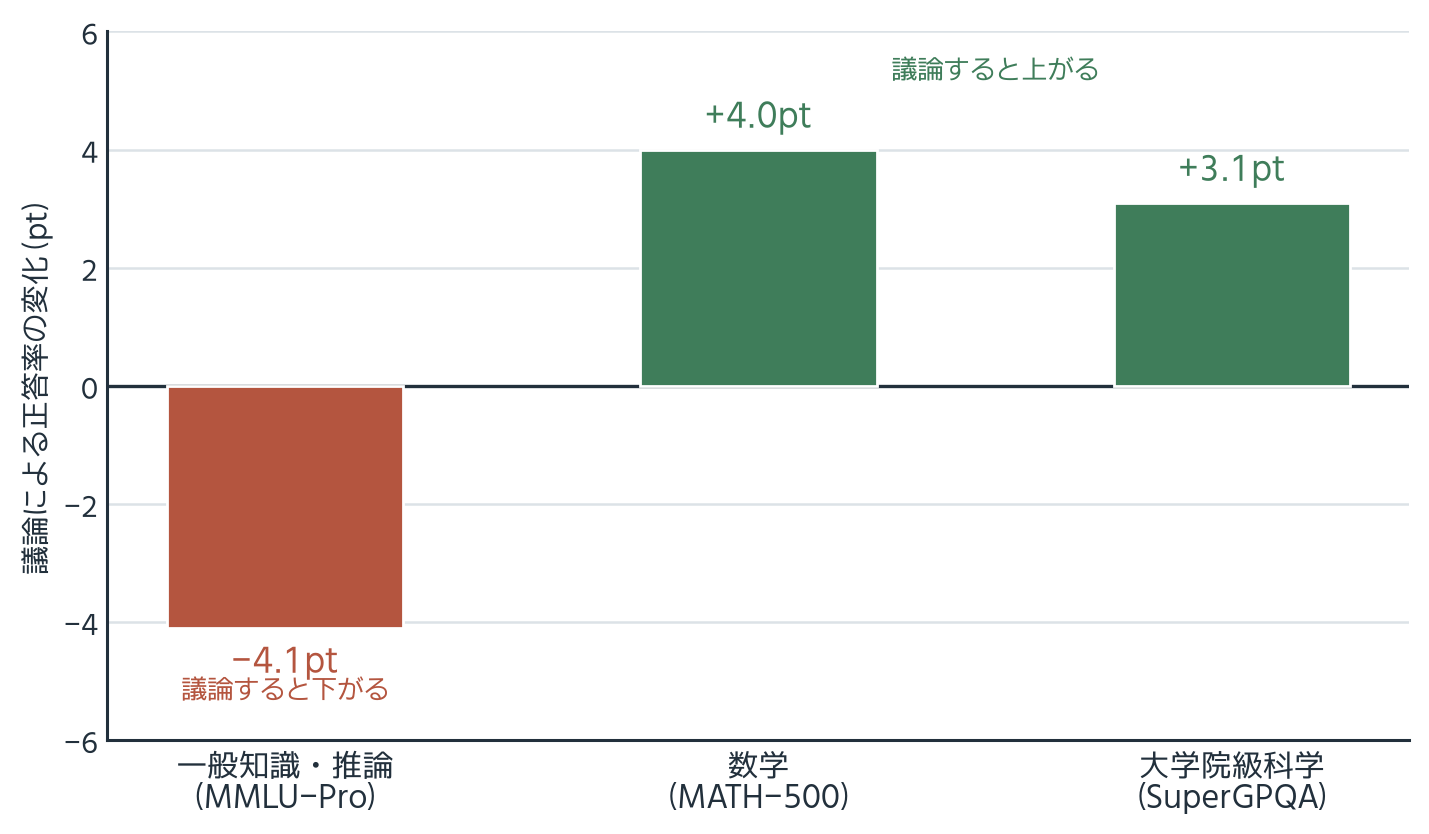 6
議論すると上がる
+4.0pt
4
+3.1pt
2
議論による正答率の変化 (pt)
0
−2
−4
−4.1pt
議論すると下がる
−6
一般知識・推論
(MMLU−Pro)
数学
(MATH−500)
大学院級科学
(SuperGPQA)